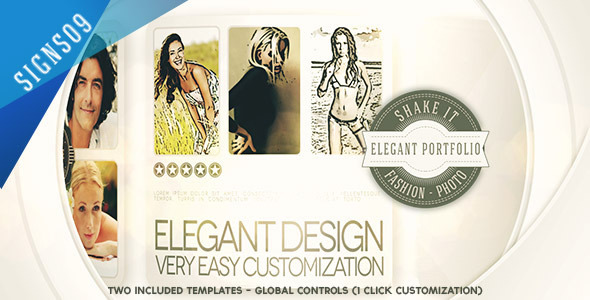 SIGNS09
SHAKE IT
ELEGANT PORTFOLIO
FASHION - PHOTO
ELEGANT DESIGN
VERY EASY CUSTOMIZATION
TWO INCLUDED TEMPLATES - GLOBAL CONTROLS (1 CLICK CUSTOMIZATION)